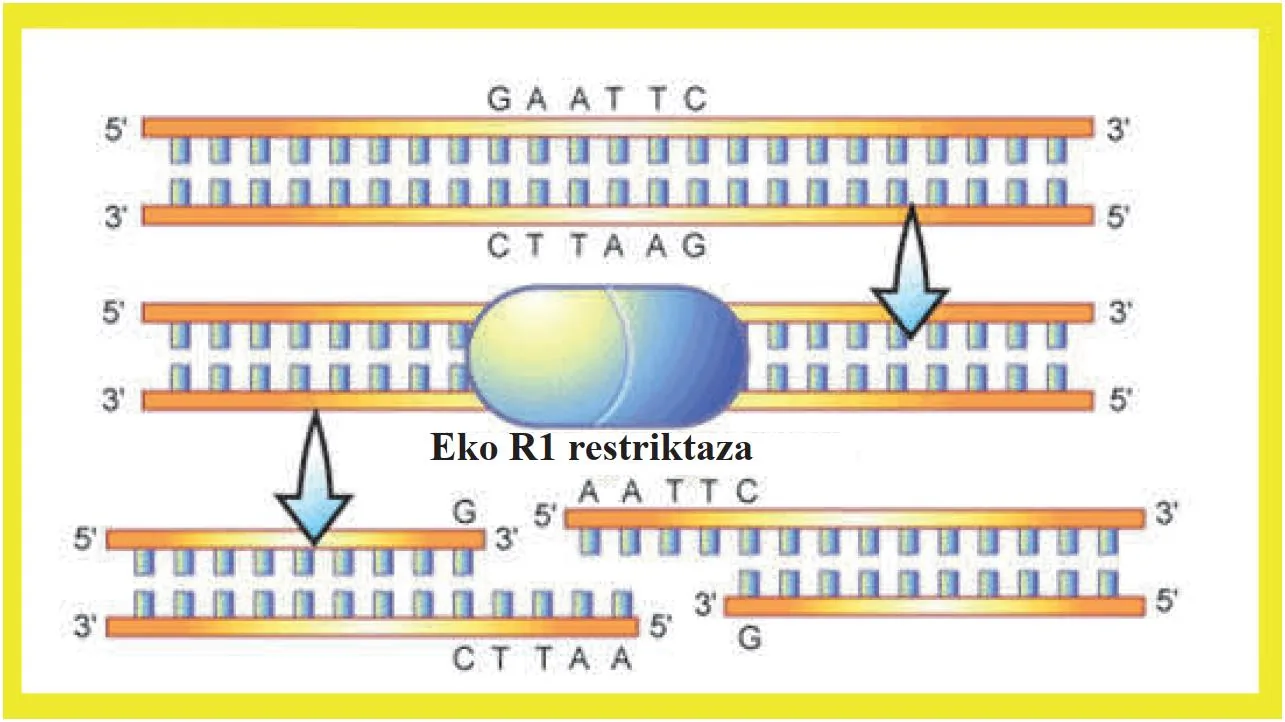 G A A T T C
5' 3'
3' 5'
C T T A A G
5' 3'
3' 5'
Eko R1 restriktaza
G
5' 3'
3' 5'
C T T A A
A A T T C
5' 3'
3' 5'
G